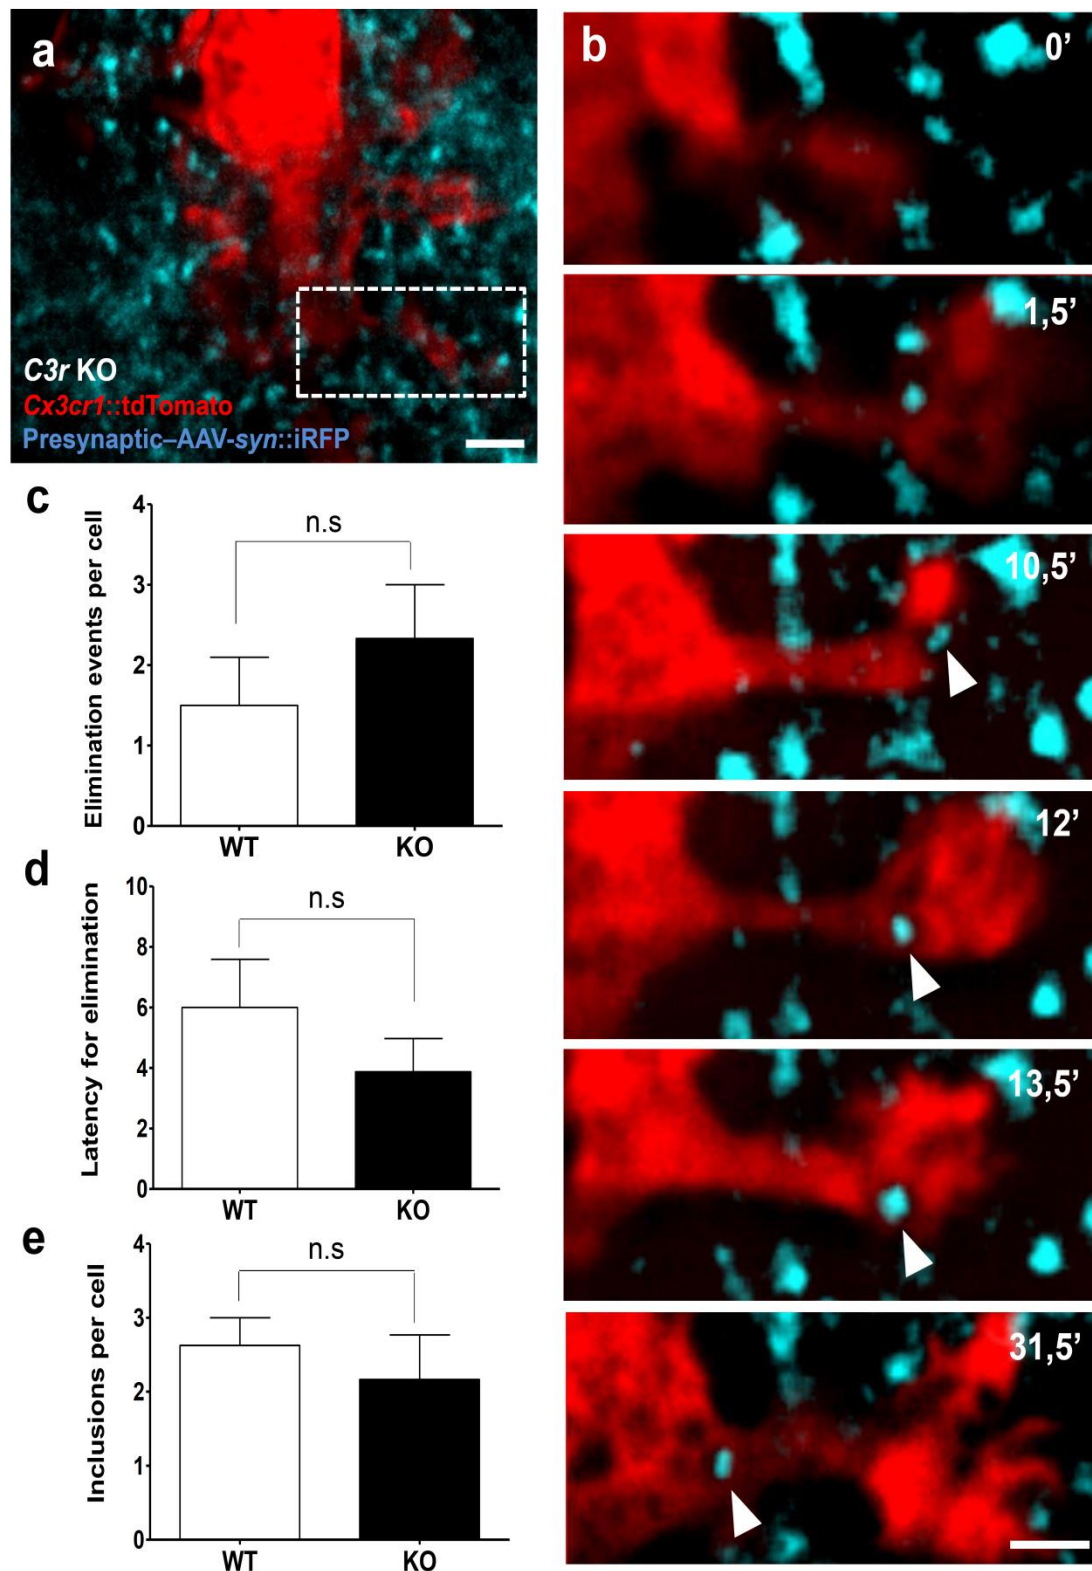 a
C3r KO
Cx3cr1::tdTomato
Presynaptic–AAV-syn::iRFP
b
0’
1,5’
10,5’
12’
13,5’
31,5’
c
Elimination events per cell
4
3
2
1
0
n.s
WT
KO
d
Latency for elimination
10
8
6
4
2
0
n.s
WT
KO
e
Inclusions per cell
4
3
2
1
0
n.s
WT
KO